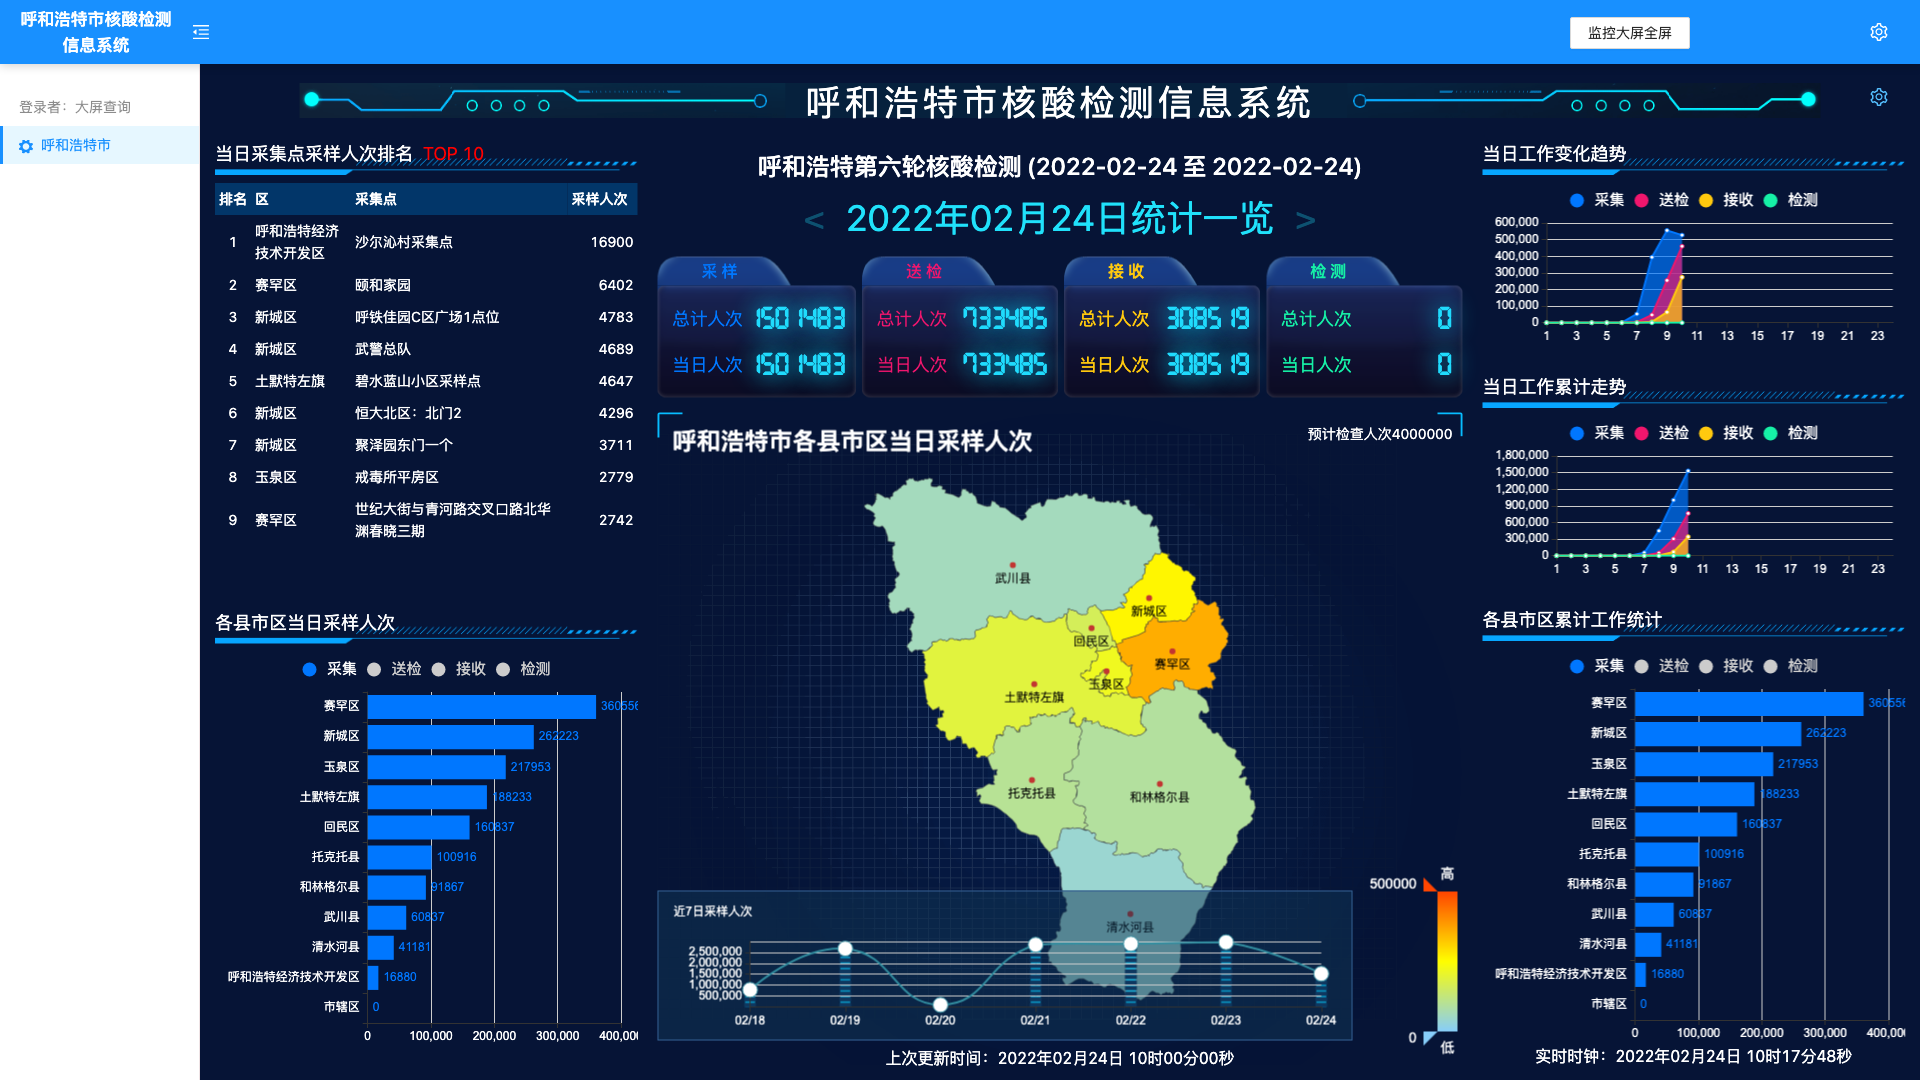 呼和浩特市核酸检测
信息系统
监控大屏全屏
登录者：大屏查询
呼和浩特市
呼和浩特市核酸检测信息系统
当日采集点采样人次排名 TOP 10
排名 区 采集点 采样人次
1 呼和浩特经济技术开发区 沙尔沁村采集点 16900
2 赛罕区 颐和家园 6402
3 新城区 呼铁佳园C区广场1点位 4783
4 新城区 武警总队 4689
5 土默特左旗 碧水蓝山小区采样点 4647
6 新城区 恒大北区：北门2 4296
7 新城区 聚泽园东门一个 3711
8 玉泉区 戒毒所平房区 2779
9 赛罕区 世纪大街与青河路交叉口路北华渊春晓三期 2742
各县市区当日采样人次
采集 送检 接收 检测
赛罕区 360556
新城区 262223
玉泉区 217953
土默特左旗 188233
回民区 160837
托克托县 100916
和林格尔县 91867
武川县 60837
清水河县 41181
呼和浩特经济技术开发区 16880
市辖区 0
0 100,000 200,000 300,000 400,000
呼和浩特第六轮核酸检测 (2022-02-24 至 2022-02-24)
< 2022年02月24日统计一览 >
采样
总计人次 1501483
当日人次 1501483
送检
总计人次 733485
当日人次 733485
接收
总计人次 308519
当日人次 308519
检测
总计人次 0
当日人次 0
呼和浩特市各县市区当日采样人次
预计检查人次4000000
武川县
新城区
回民区
赛罕区
玉泉区
土默特左旗
托克托县
和林格尔县
清水河县
高
500000
0
低
近7日采样人次
2,500,000
2,000,000
1,500,000
1,000,000
500,000
02/18 02/19 02/20 02/21 02/22 02/23 02/24
上次更新时间：2022年02月24日 10时00分00秒
当日工作变化趋势
采集 送检 接收 检测
600,000
500,000
400,000
300,000
200,000
100,000
0
1 3 5 7 9 11 13 15 17 19 21 23
当日工作累计走势
采集 送检 接收 检测
1,800,000
1,500,000
1,200,000
900,000
600,000
300,000
0
1 3 5 7 9 11 13 15 17 19 21 23
各县市区累计工作统计
采集 送检 接收 检测
赛罕区 360556
新城区 262223
玉泉区 217953
土默特左旗 188233
回民区 160837
托克托县 100916
和林格尔县 91867
武川县 60837
清水河县 41181
呼和浩特经济技术开发区 16880
市辖区 0
0 100,000 200,000 300,000 400,00
实时时钟：2022年02月24日 10时17分48秒